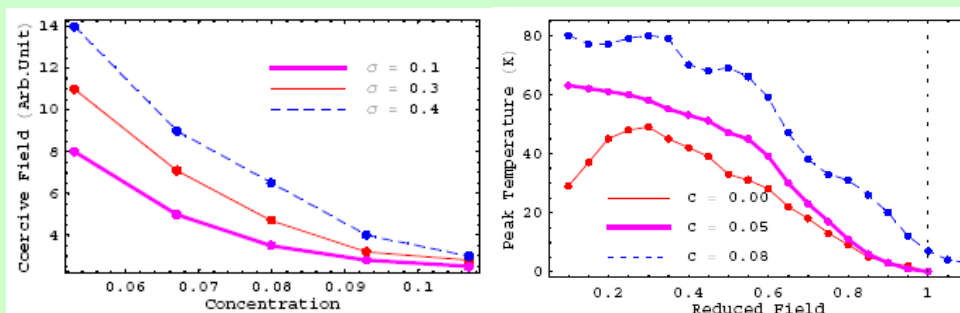 14
12
10
8
6
4
Coercive Field (Arb.Unit)
σ = 0.1
σ = 0.3
σ = 0.4
0.06 0.07 0.08 0.09 0.1
Concentration
80
60
40
20
0
Peak Temperature (K)
C = 0.00
C = 0.05
C = 0.08
0.2 0.4 0.6 0.8 1
Reduced Field